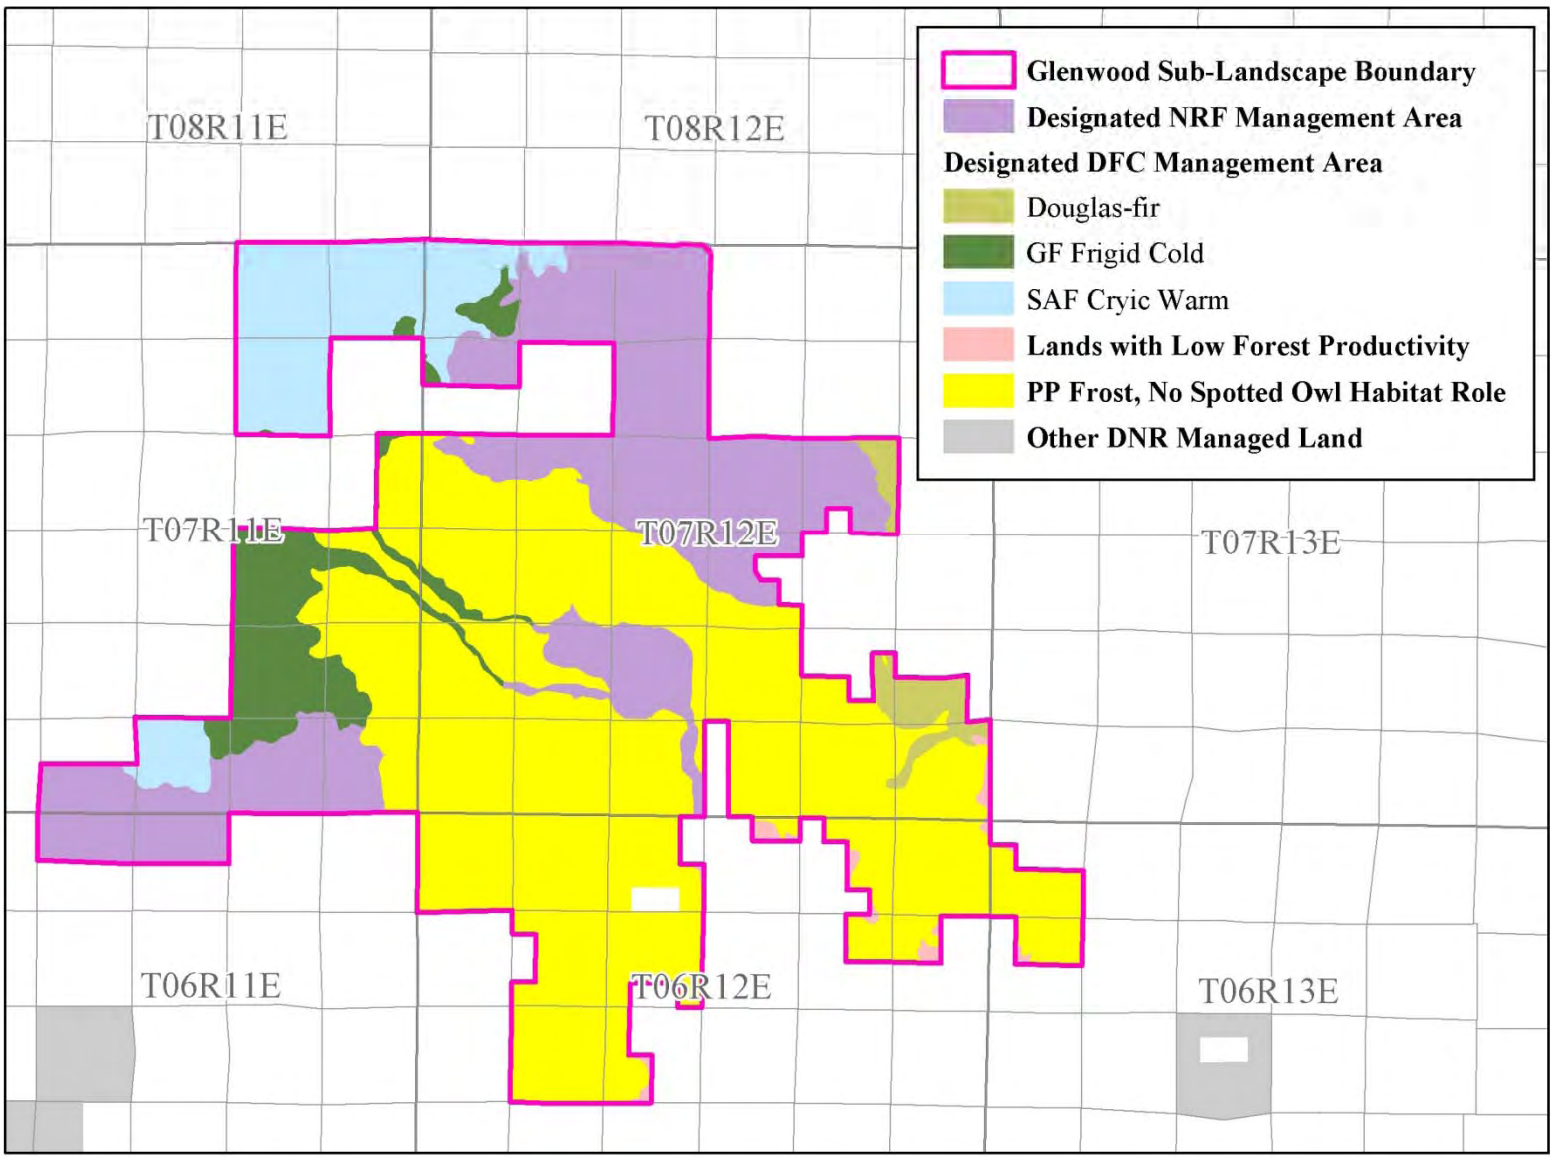 T08R11E
T08R12E
Glenwood Sub-Landscape Boundary
Designated NRF Management Area
Designated DFC Management Area
Douglas-fir
GF Frigid Cold
SAF Cryic Warm
Lands with Low Forest Productivity
PP Frost, No Spotted Owl Habitat Role
Other DNR Managed Land
T07R11E
T07R12E
T07R13E
T06R11E
T06R12E
T06R13E